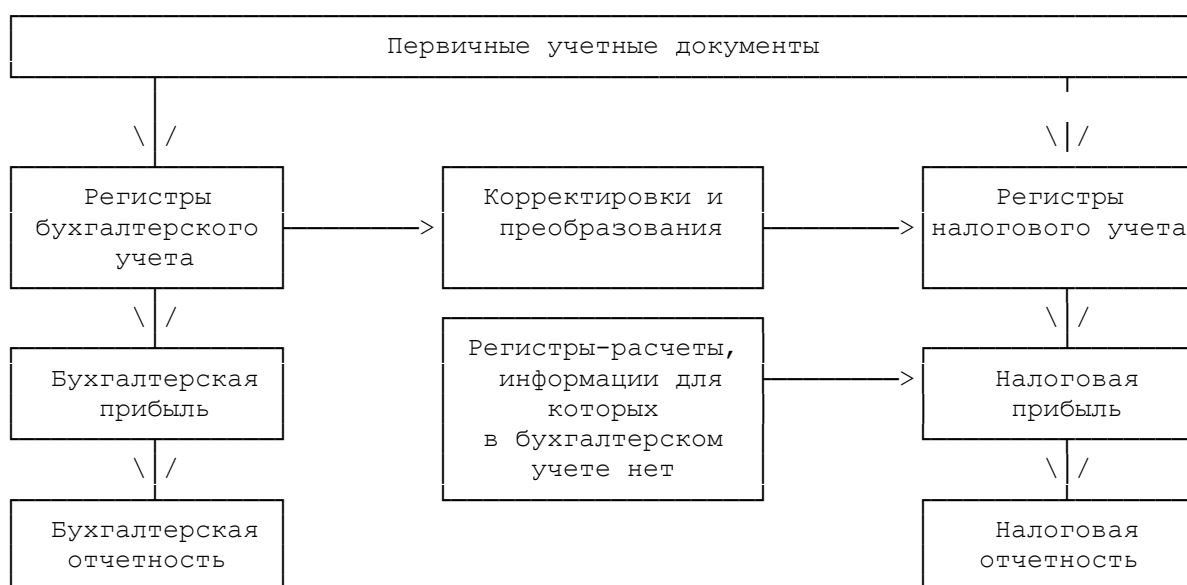 Первичные учетные документы
Регистры
бухгалтерского
учета
Корректировки и
преобразования
Регистры
налогового учета
Бухгалтерская
прибыль
Регистры-расчеты,
информации для
которых
в бухгалтерском
учете нет
Налоговая
прибыль
Бухгалтерская
отчетность
Налоговая
отчетность